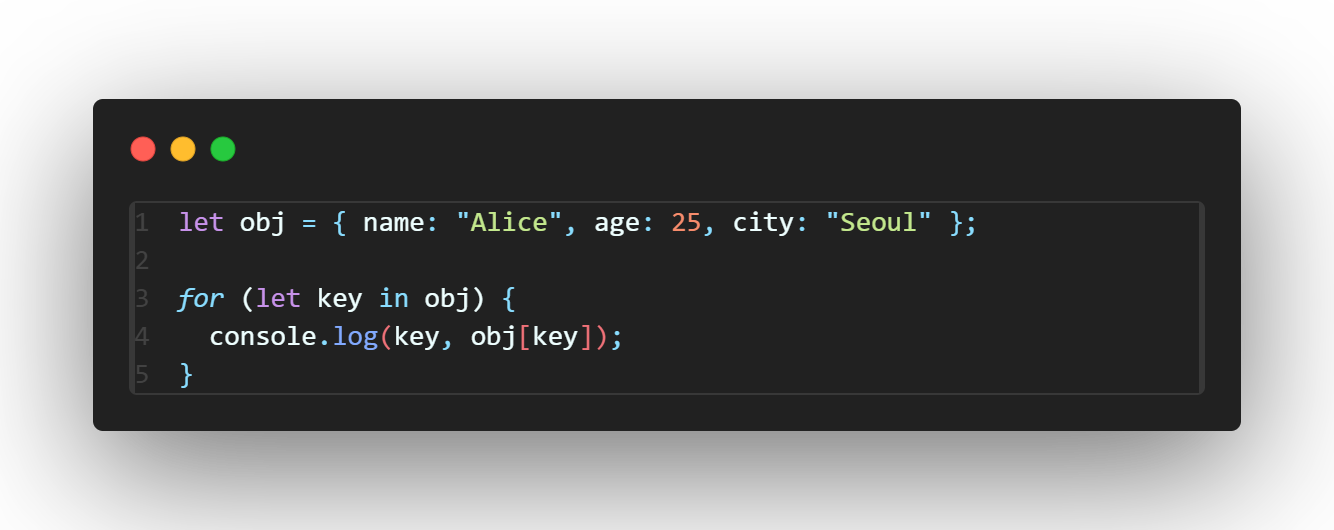 1 let obj = { name: "Alice", age: 25, city: "Seoul" };
2
3 for (let key in obj) {
4   console.log(key, obj[key]);
5 }